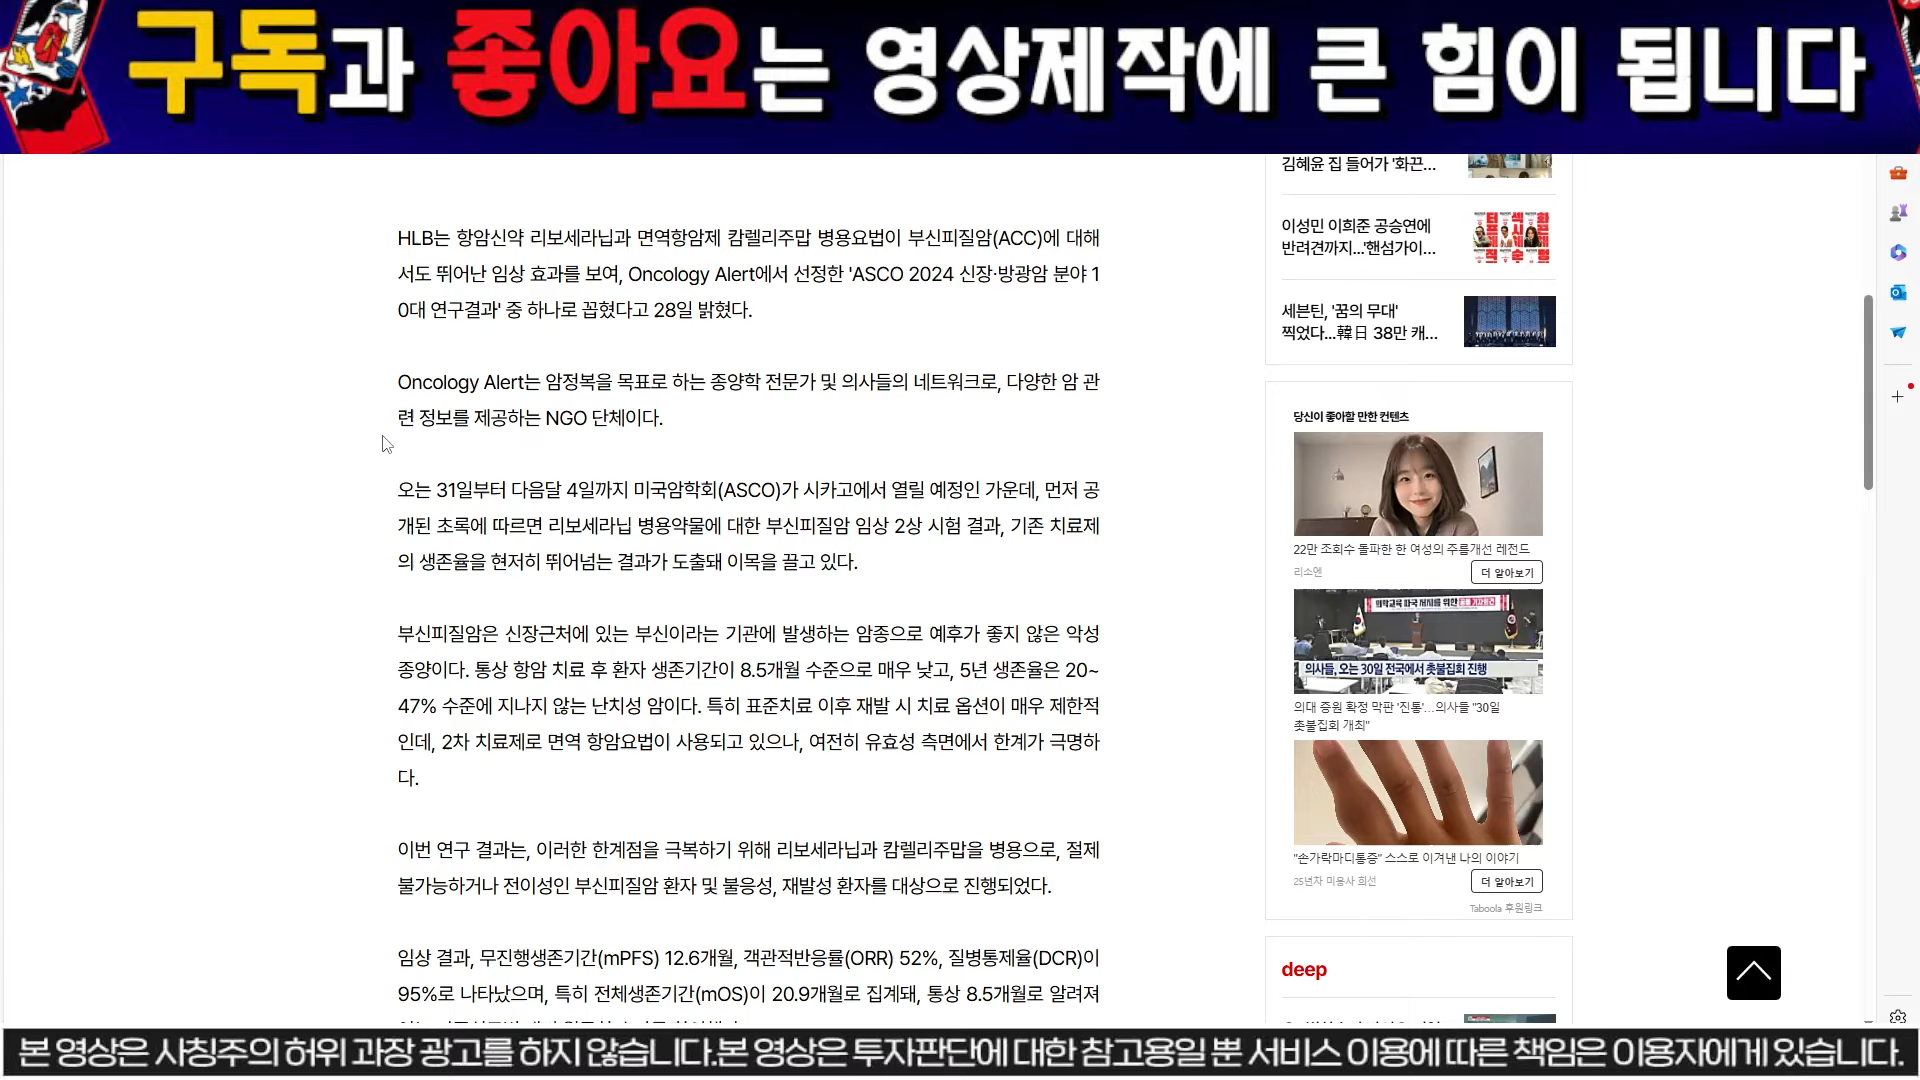 구독과 좋아요는 영상제작에 큰 힘이 됩니다
HLB는 항암신약 리보세라닙과 면역항암제 캄렐리주맙 병용요법이 부신피질암(ACC)에 대해
서도 뛰어난 임상 효과를 보여, Oncology Alert에서 선정한 'ASCO 2024 신장·방광암 분야 1
0대 연구결과' 중 하나로 꼽혔다고 28일 밝혔다.
Oncology Alert는 암정복을 목표로 하는 종양학 전문가 및 의사들의 네트워크로, 다양한 암 관
련 정보를 제공하는 NGO 단체이다.
오는 31일부터 다음달 4일까지 미국암학회(ASCO)가 시카고에서 열릴 예정인 가운데, 먼저 공
개된 초록에 따르면 리보세라닙 병용약물에 대한 부신피질암 임상 2상 시험 결과, 기존 치료제
의 생존율을 현저히 뛰어넘는 결과가 도출돼 이목을 끌고 있다.
부신피질암은 신장근처에 있는 부신이라는 기관에 발생하는 암종으로 예후가 좋지 않은 악성
종양이다. 통상 항암 치료 후 환자 생존기간이 8.5개월 수준으로 매우 낮고, 5년 생존율은 20~
47% 수준에 지나지 않는 난치성 암이다. 특히 표준치료 이후 재발 시 치료 옵션이 매우 제한적
인데, 2차 치료제로 면역 항암요법이 사용되고 있으나, 여전히 유효성 측면에서 한계가 극명하
다.
이번 연구 결과는, 이러한 한계점을 극복하기 위해 리보세라닙과 캄렐리주맙을 병용으로, 절제
불가능하거나 전이성인 부신피질암 환자 및 불응성, 재발성 환자를 대상으로 진행되었다.
임상 결과, 무진행생존기간(mPFS) 12.6개월, 객관적반응률(ORR) 52%, 질병통제율(DCR)이
95%로 나타났으며, 특히 전체생존기간(mOS)이 20.9개월로 집계돼, 통상 8.5개월로 알려져
김혜윤 집 들어가 '화끈...
이성민 이희준 공승연에
반려견까지...'핸섬가이...
세븐틴, '꿈의 무대'
찍었다...韓日 38만 캐...
당신이 좋아할 만한 컨텐츠
22만 조회수 돌파한 한 여성의 주름개선 레전드
리소엔
더 알아보기
의학교육 파국 저지를 위한 공동 기자회견
의사들, 오는 30일 전국에서 촛불집회 진행
의대 증원 확정 막판 '진통'…의사들 "30일
촛불집회 개최"
"손가락마디통증" 스스로 이겨낸 나의 이야기
25년차 미용사 희선
더 알아보기
Taboola 후원링크
deep
본 영상은 사칭주의 허위 과장 광고를 하지 않습니다.본 영상은 투자판단에 대한 참고용일 뿐 서비스 이용에 따른 책임은 이용자에게 있습니다.